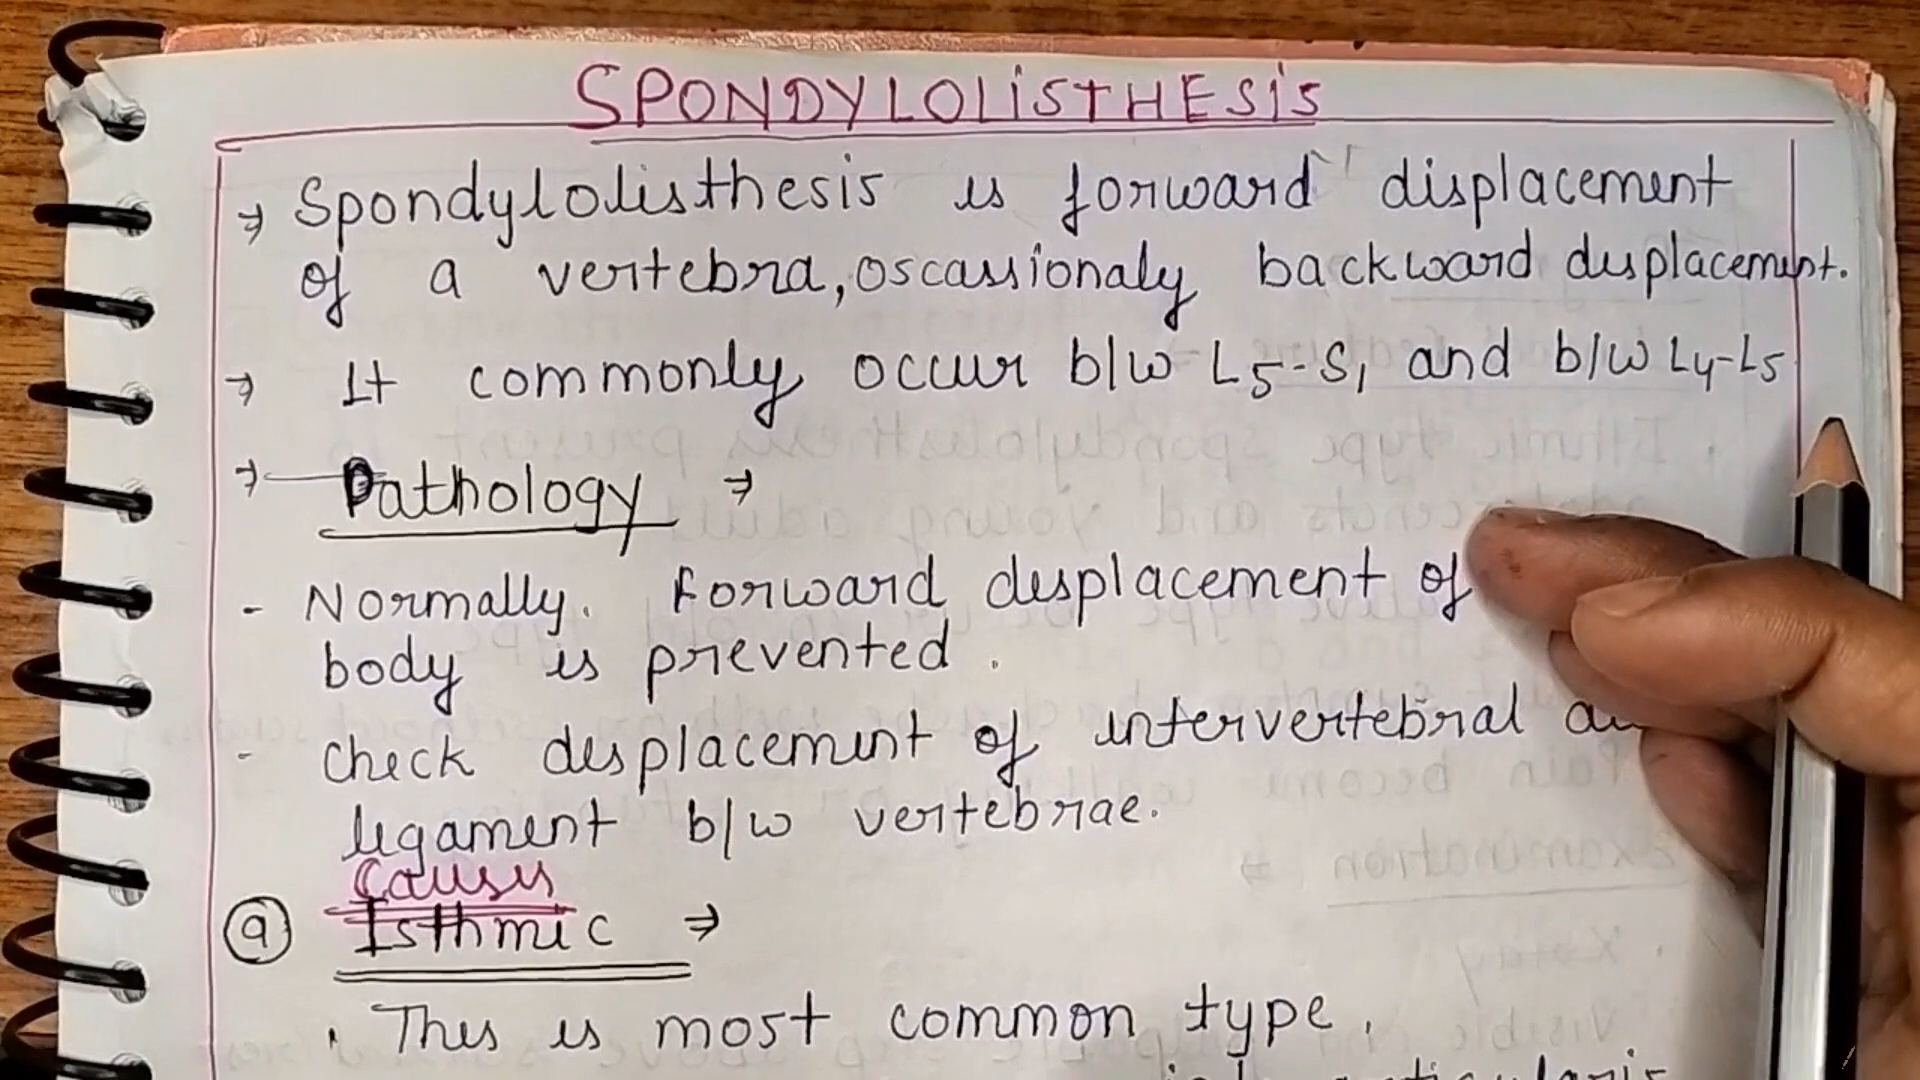 SPONDYLOLiSTHESiS
→ Spondylolisthesis is forward displacement
of a vertebra, oscassionaly backward displacement.
→ It commonly occur b/w L5-S1 and b/w L4-L5
→ Pathology →
- Normally. Forward displacement of
body is prevented.
- check displacement of intervertebral
ligament b/w vertebrae.
Causes
(a) Isthmic →
. This is most common type.